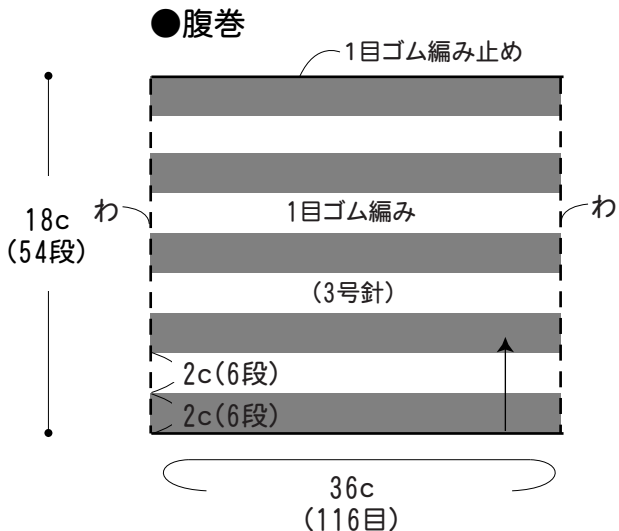 ●腹巻
1目ゴム編み止め
18c
(54段)
わ
1目ゴム編み
わ
(3号針)
2c(6段)
2c(6段)
36c
(116目)